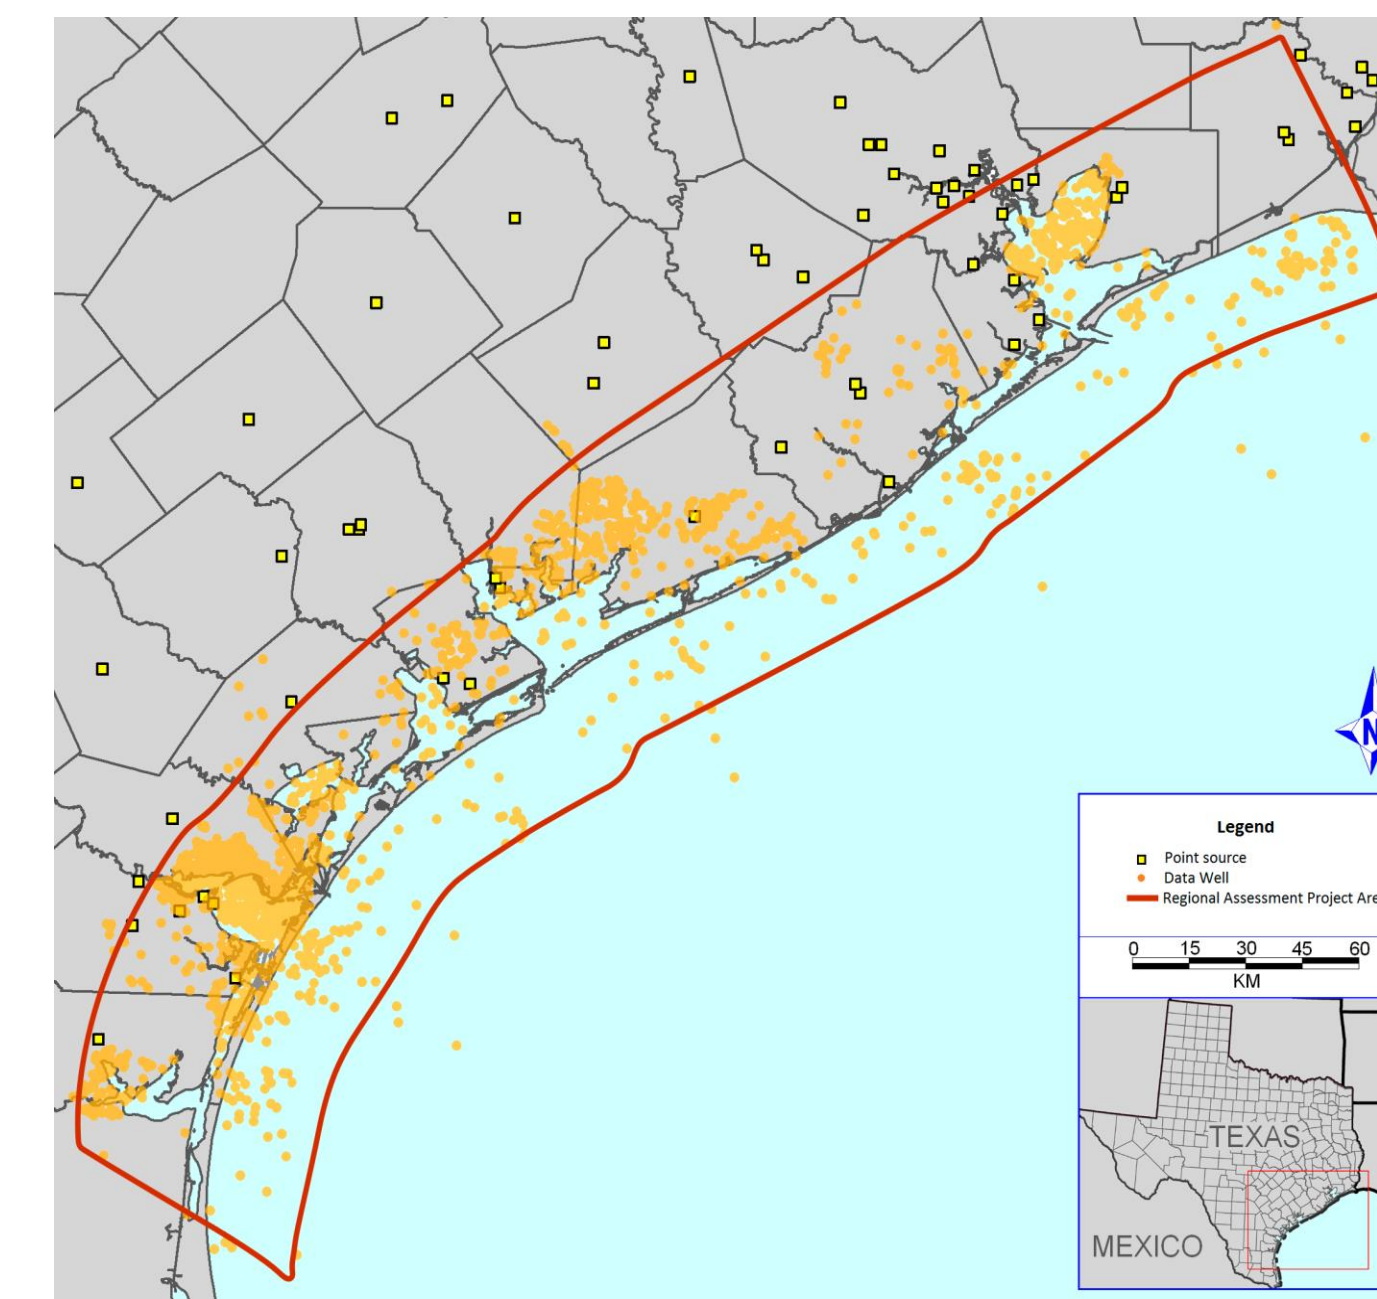 N
Legend
Point source
Data Well
Regional Assessment Project Are
0 15 30 45 60
KM
TEXAS
MEXICO